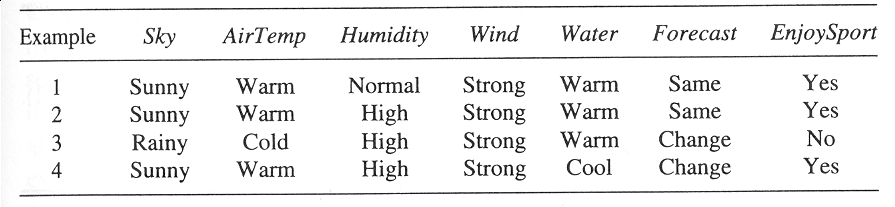 Example Sky AirTemp Humidity Wind Water Forecast EnjoySport
1 Sunny Warm Normal Strong Warm Same Yes
2 Sunny Warm High Strong Warm Same Yes
3 Rainy Cold High Strong Warm Change No
4 Sunny Warm High Strong Cool Change Yes